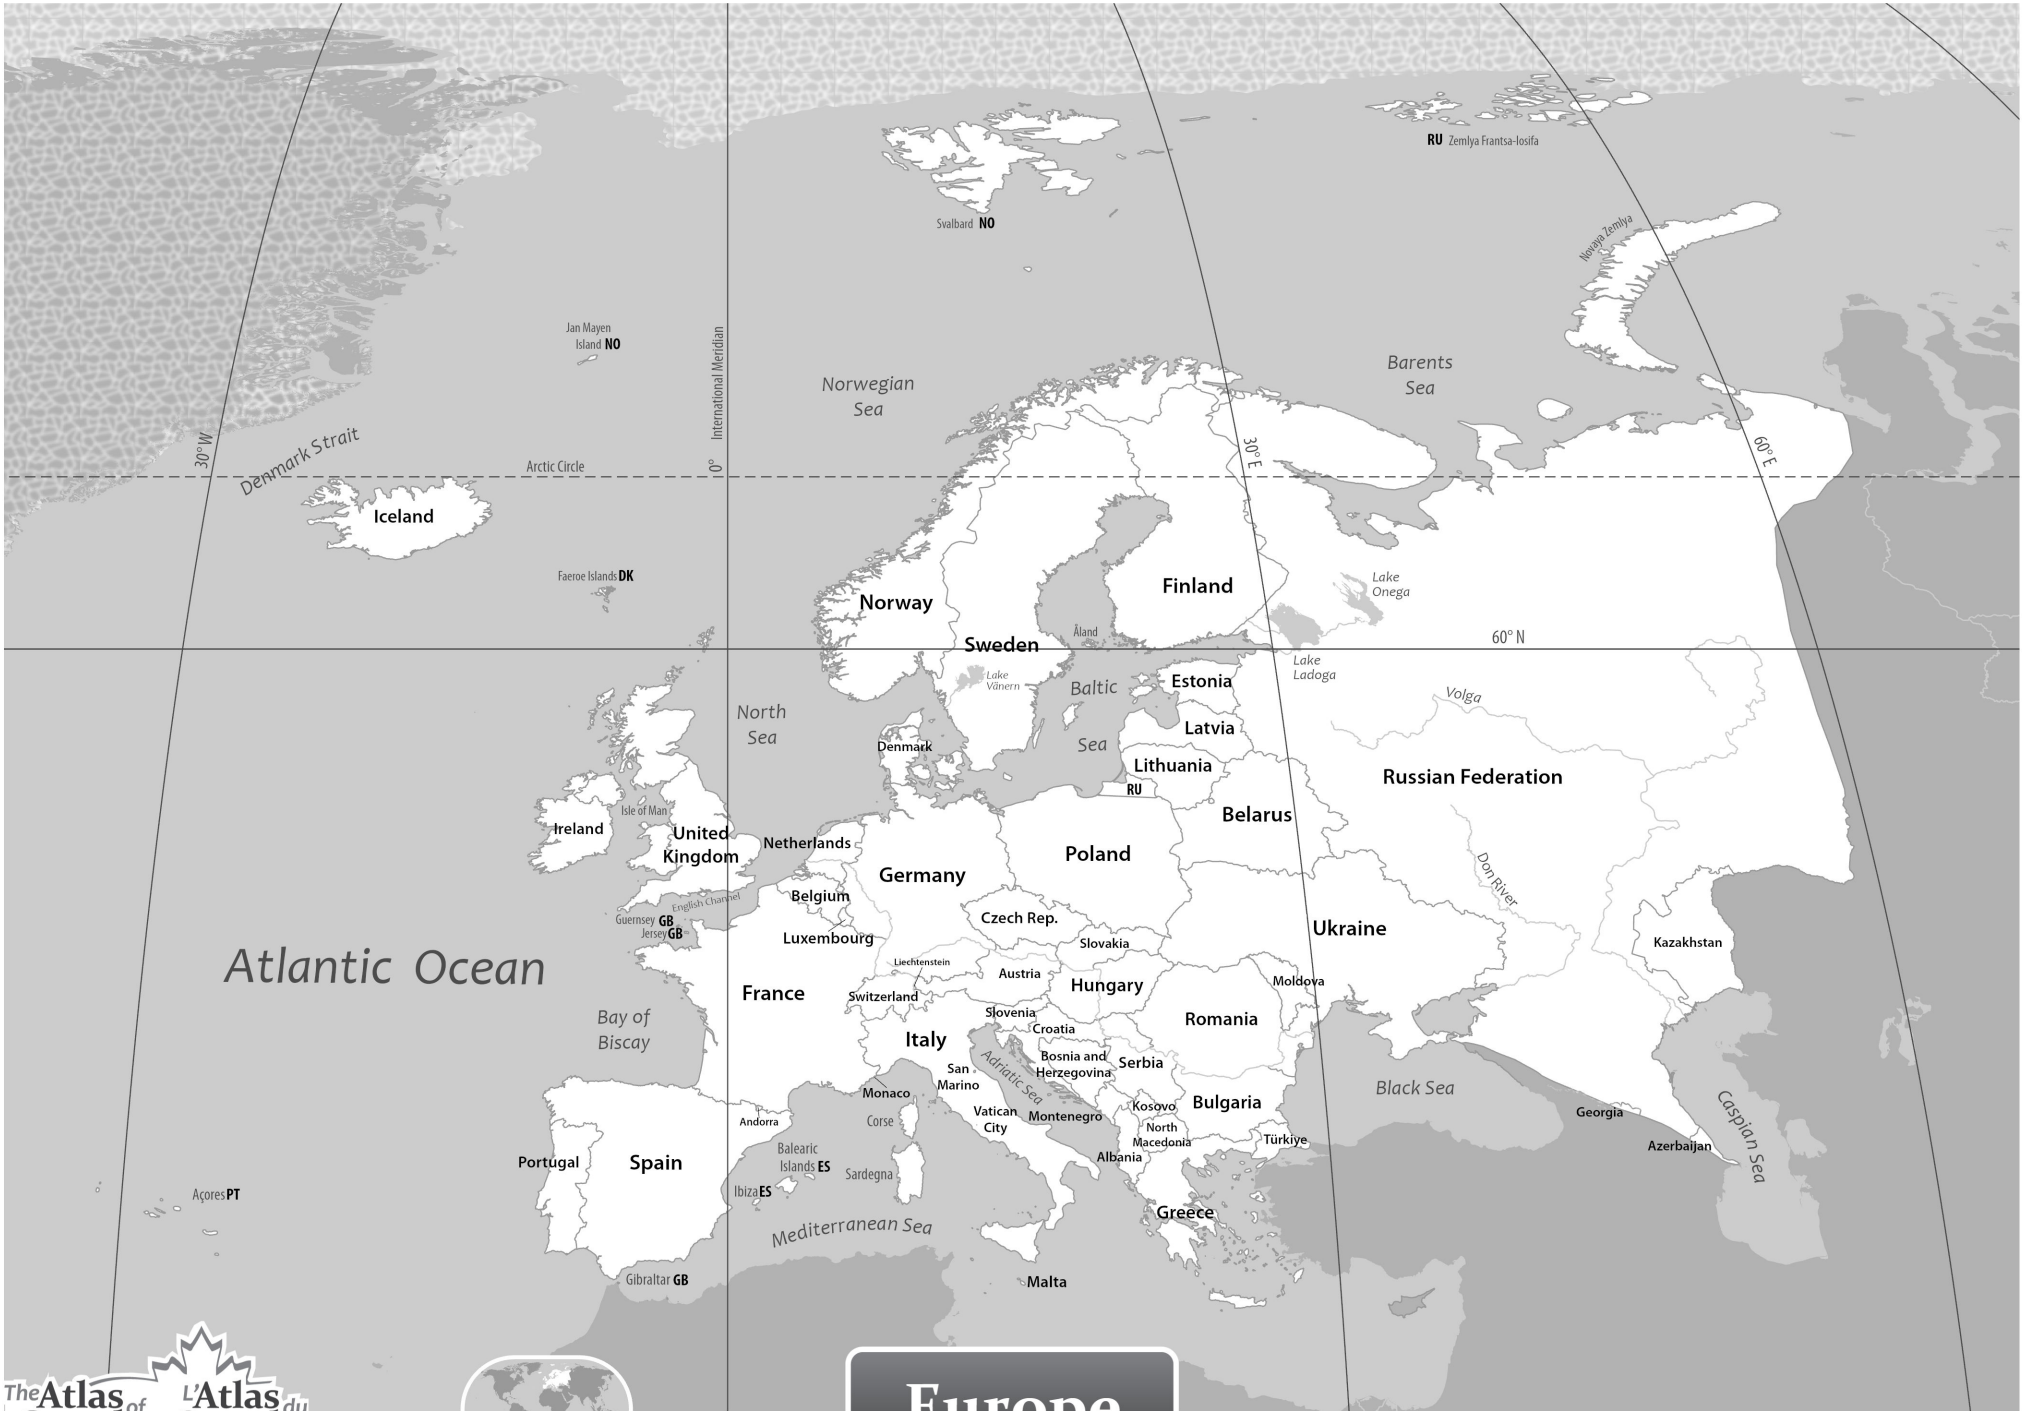 RU Zemlya Frantsa-Iosifa
Svalbard NO
Novaya Zemlya
Jan Mayen
Island NO
International Meridian
0°
Norwegian
Sea
Barents
Sea
30° W
Denmark Strait
Arctic Circle
30° E
60° E
Iceland
Faeroe Islands DK
Norway
Finland
Lake
Onega
Sweden
Åland
60° N
Lake
Ladoga
Lake
Vänern
Baltic
Sea
Estonia
Volga
North
Sea
Latvia
Denmark
Lithuania
RU
Russian Federation
Isle of Man
Ireland
United
Kingdom
Netherlands
Belarus
Poland
Germany
Don River
Belgium
English Channel
Guernsey GB
Jersey GB
Luxembourg
Czech Rep.
Slovakia
Ukraine
Kazakhstan
Atlantic Ocean
Liechtenstein
Austria
Hungary
Moldova
France
Switzerland
Slovenia
Croatia
Romania
Bay of
Biscay
Italy
Adriatic Sea
Bosnia and
Herzegovina
Serbia
San
Marino
Monaco
Black Sea
Caspian Sea
Andorra
Corse
Vatican
City
Montenegro
Kosovo
Bulgaria
North
Macedonia
Georgia
Türkiye
Azerbaijan
Albania
Portugal
Spain
Balearic
Islands ES
Ibiza ES
Sardegna
Açores PT
Greece
Mediterranean Sea
Gibraltar GB
Malta
The Atlas of
L'Atlas du
Europe